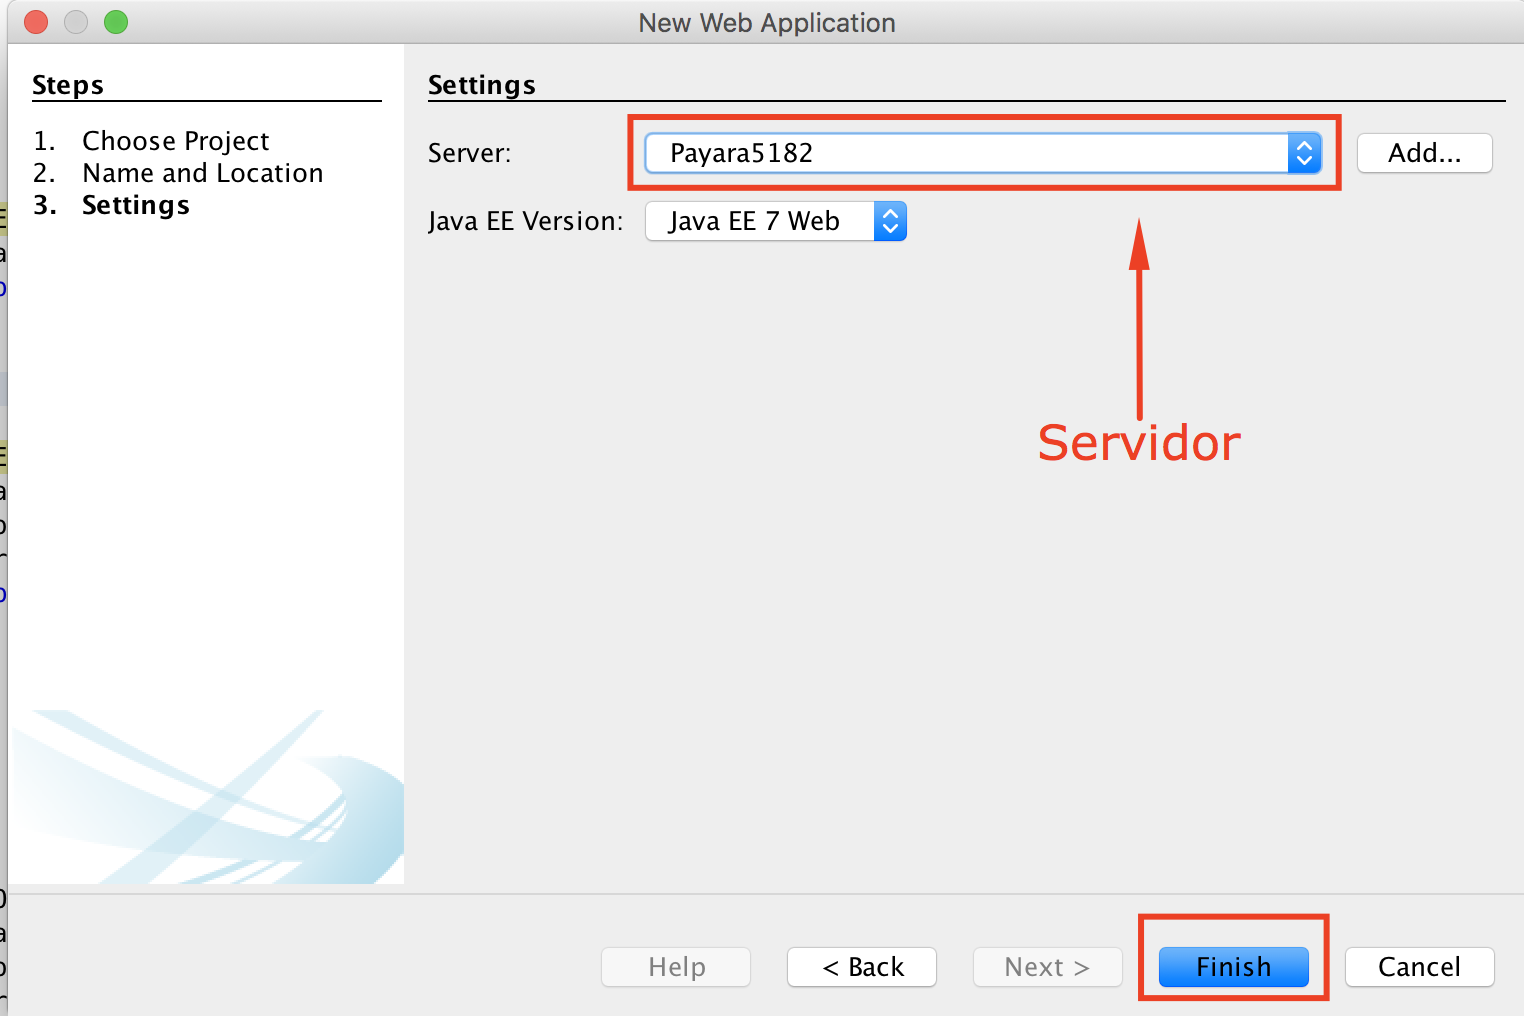 New Web Application
Steps
1. Choose Project
2. Name and Location
3. Settings
Settings
Server: Payara5182 Add...
Java EE Version: Java EE 7 Web
Servidor
Help < Back Next > Finish Cancel